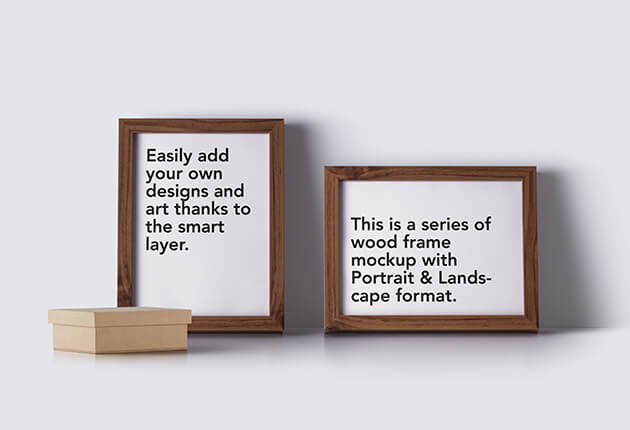 Easily add
your own
designs and
art thanks to
the smart
layer.
This is a series of
wood frame
mockup with
Portrait & Lands-
cape format.